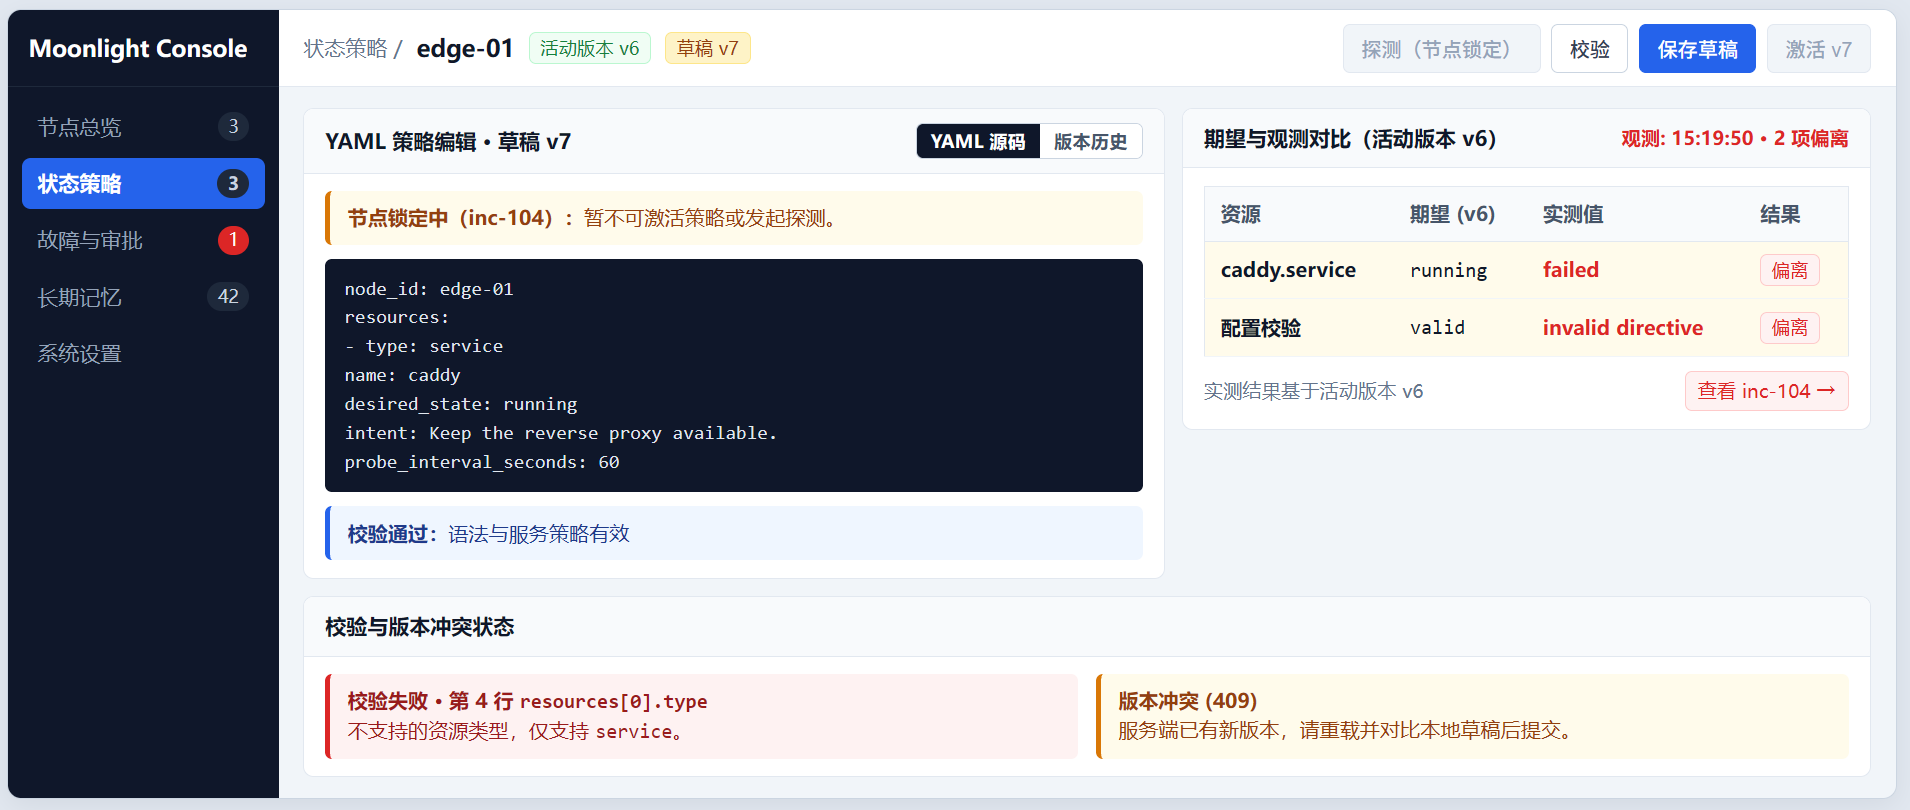 Moonlight Console
节点总览 3
状态策略 3
故障与审批 1
长期记忆 42
系统设置
状态策略 / edge-01 活动版本 v6 草稿 v7
探测（节点锁定） 校验 保存草稿 激活 v7
YAML 策略编辑 • 草稿 v7
YAML 源码 版本历史
节点锁定中（inc-104）：暂不可激活策略或发起探测。
node_id: edge-01
resources:
- type: service
name: caddy
desired_state: running
intent: Keep the reverse proxy available.
probe_interval_seconds: 60
校验通过：语法与服务策略有效
期望与观测对比（活动版本 v6） 观测: 15:19:50 • 2 项偏离
资源 期望 (v6) 实测值 结果
caddy.service running failed 偏离
配置校验 valid invalid directive 偏离
实测结果基于活动版本 v6 查看 inc-104 →
校验与版本冲突状态
校验失败 • 第 4 行 resources[0].type
不支持的资源类型，仅支持 service。
版本冲突 (409)
服务端已有新版本，请重载并对比本地草稿后提交。